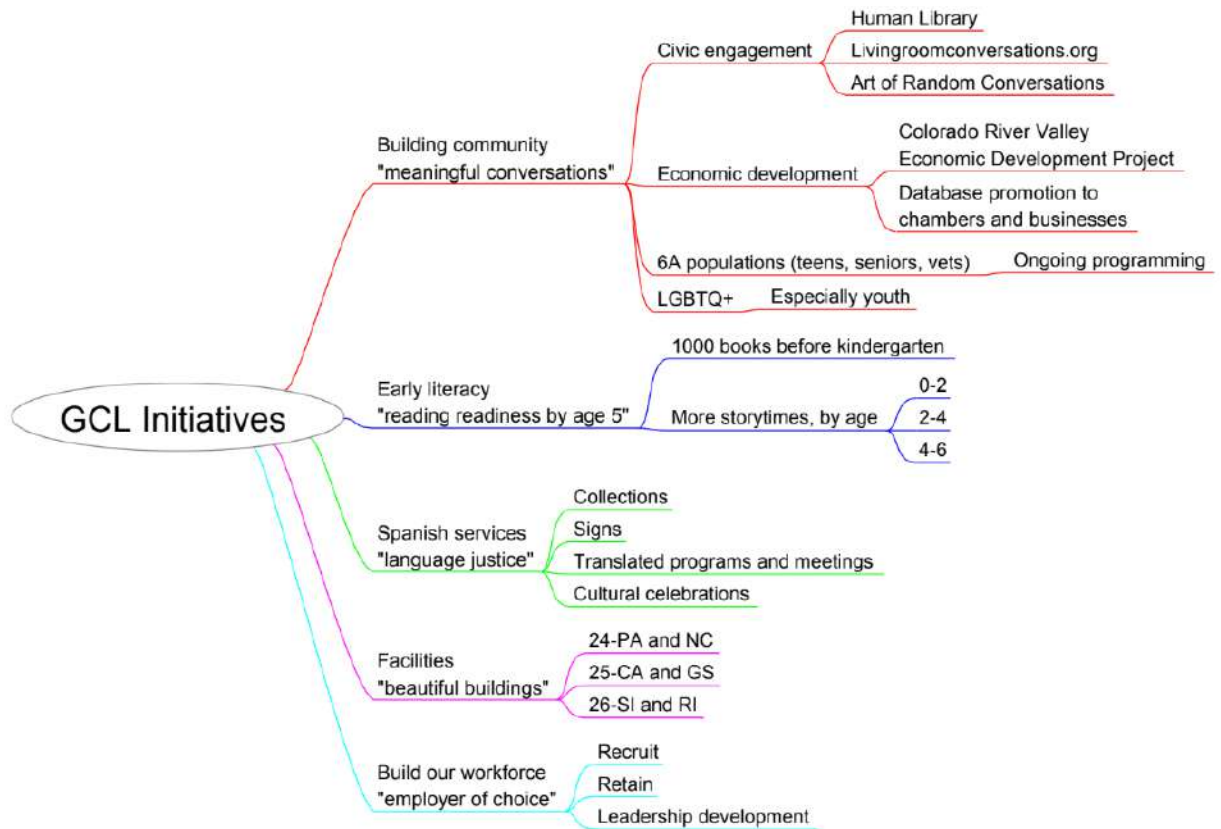 GCL Initiatives
Building community
"meaningful conversations"
Civic engagement
Human Library
Livingroomconversations.org
Art of Random Conversations
Economic development
Colorado River Valley
Economic Development Project
Database promotion to
chambers and businesses
6A populations (teens, seniors, vets)
Ongoing programming
LGBTQ+
Especially youth
Early literacy
"reading readiness by age 5"
1000 books before kindergarten
More storytimes, by age
0-2
2-4
4-6
Spanish services
"language justice"
Collections
Signs
Translated programs and meetings
Cultural celebrations
Facilities
"beautiful buildings"
24-PA and NC
25-CA and GS
26-SI and RI
Build our workforce
"employer of choice"
Recruit
Retain
Leadership development